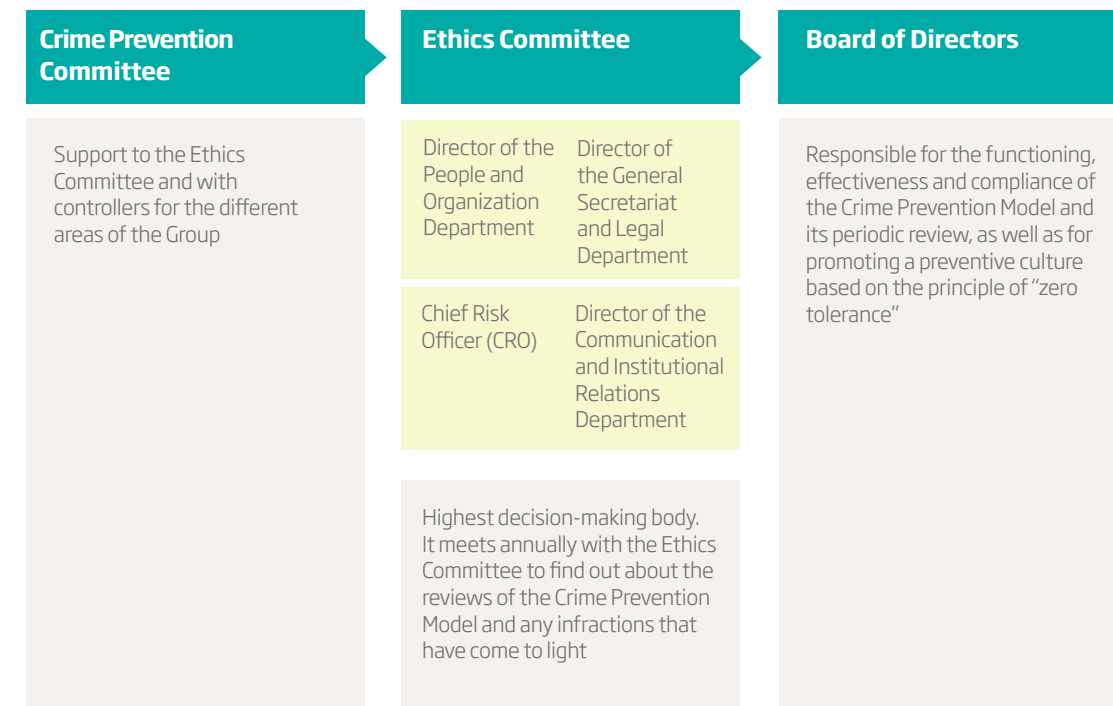 Crime Prevention
Committee
Support to the Ethics
Committee and with
controllers for the different
areas of the Group
Ethics Committee
Director of the
People and
Organization
Department
Director of
the General
Secretariat
and Legal
Department
Chief Risk
Officer (CRO)
Director of the
Communication
and Institutional
Relations
Department
Highest decision-making body.
It meets annually with the Ethics
Committee to find out about the
reviews of the Crime Prevention
Model and any infractions that
have come to light
Board of Directors
Responsible for the functioning,
effectiveness and compliance of
the Crime Prevention Model and
its periodic review, as well as for
promoting a preventive culture
based on the principle of “zero
tolerance”